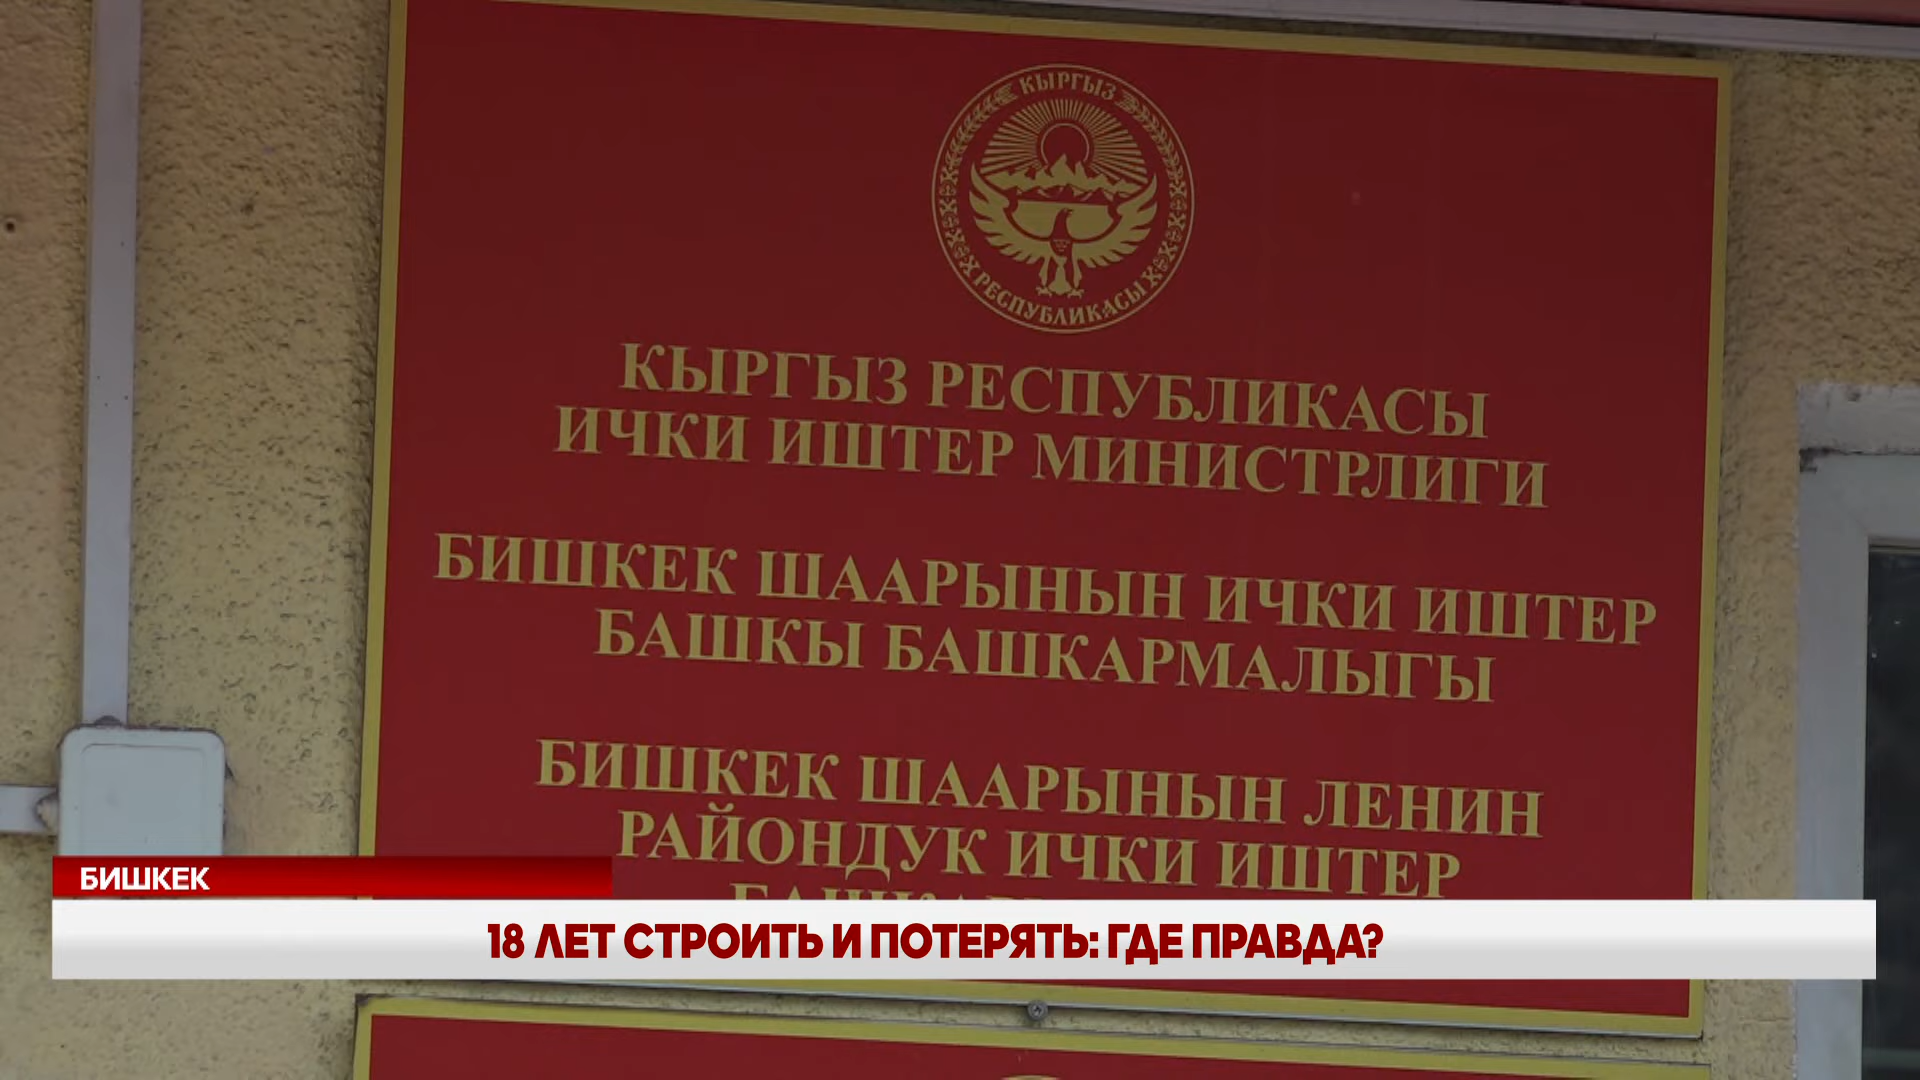 КЫРГЫЗ
РЕСПУБЛИКАСЫ
КЫРГЫЗ РЕСПУБЛИКАСЫ
ИЧКИ ИШТЕР МИНИСТРЛИГИ
БИШКЕК ШААРЫНЫН ИЧКИ ИШТЕР
БАШКЫ БАШКАРМАЛЫГЫ
БИШКЕК ШААРЫНЫН ЛЕНИН
РАЙОНДУК ИЧКИ ИШТЕР
БИШКЕК
18 ЛЕТ СТРОИТЬ И ПОТЕРЯТЬ: ГДЕ ПРАВДА?